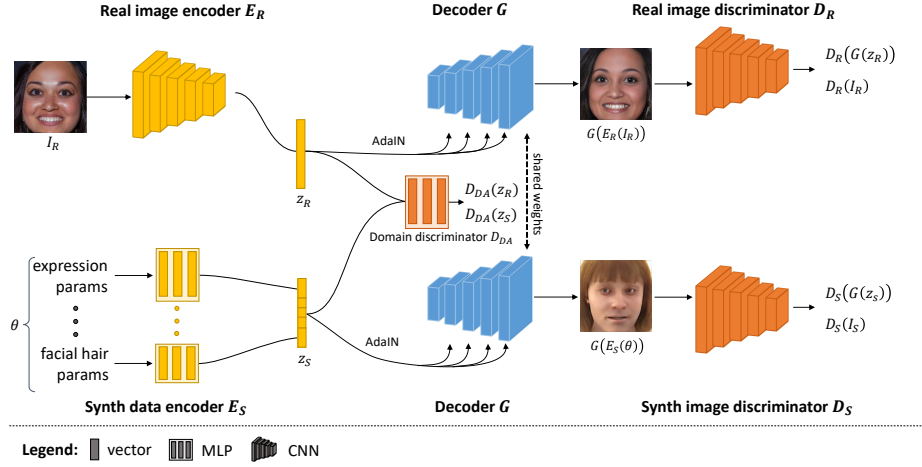 Real image encoder E_R
Decoder G
Real image discriminator D_R
I_R
z_R
AdaIN
G(E_R(I_R))
D_R(G(z_R))
D_R(I_R)
shared weights
D_DA(z_R)
D_DA(z_S)
Domain discriminator D_DA
θ
expression
params
facial hair
params
z_S
AdaIN
G(E_S(θ))
D_S(G(z_s))
D_S(I_S)
Synth data encoder E_S
Decoder G
Synth image discriminator D_S
Legend:
vector
MLP
CNN